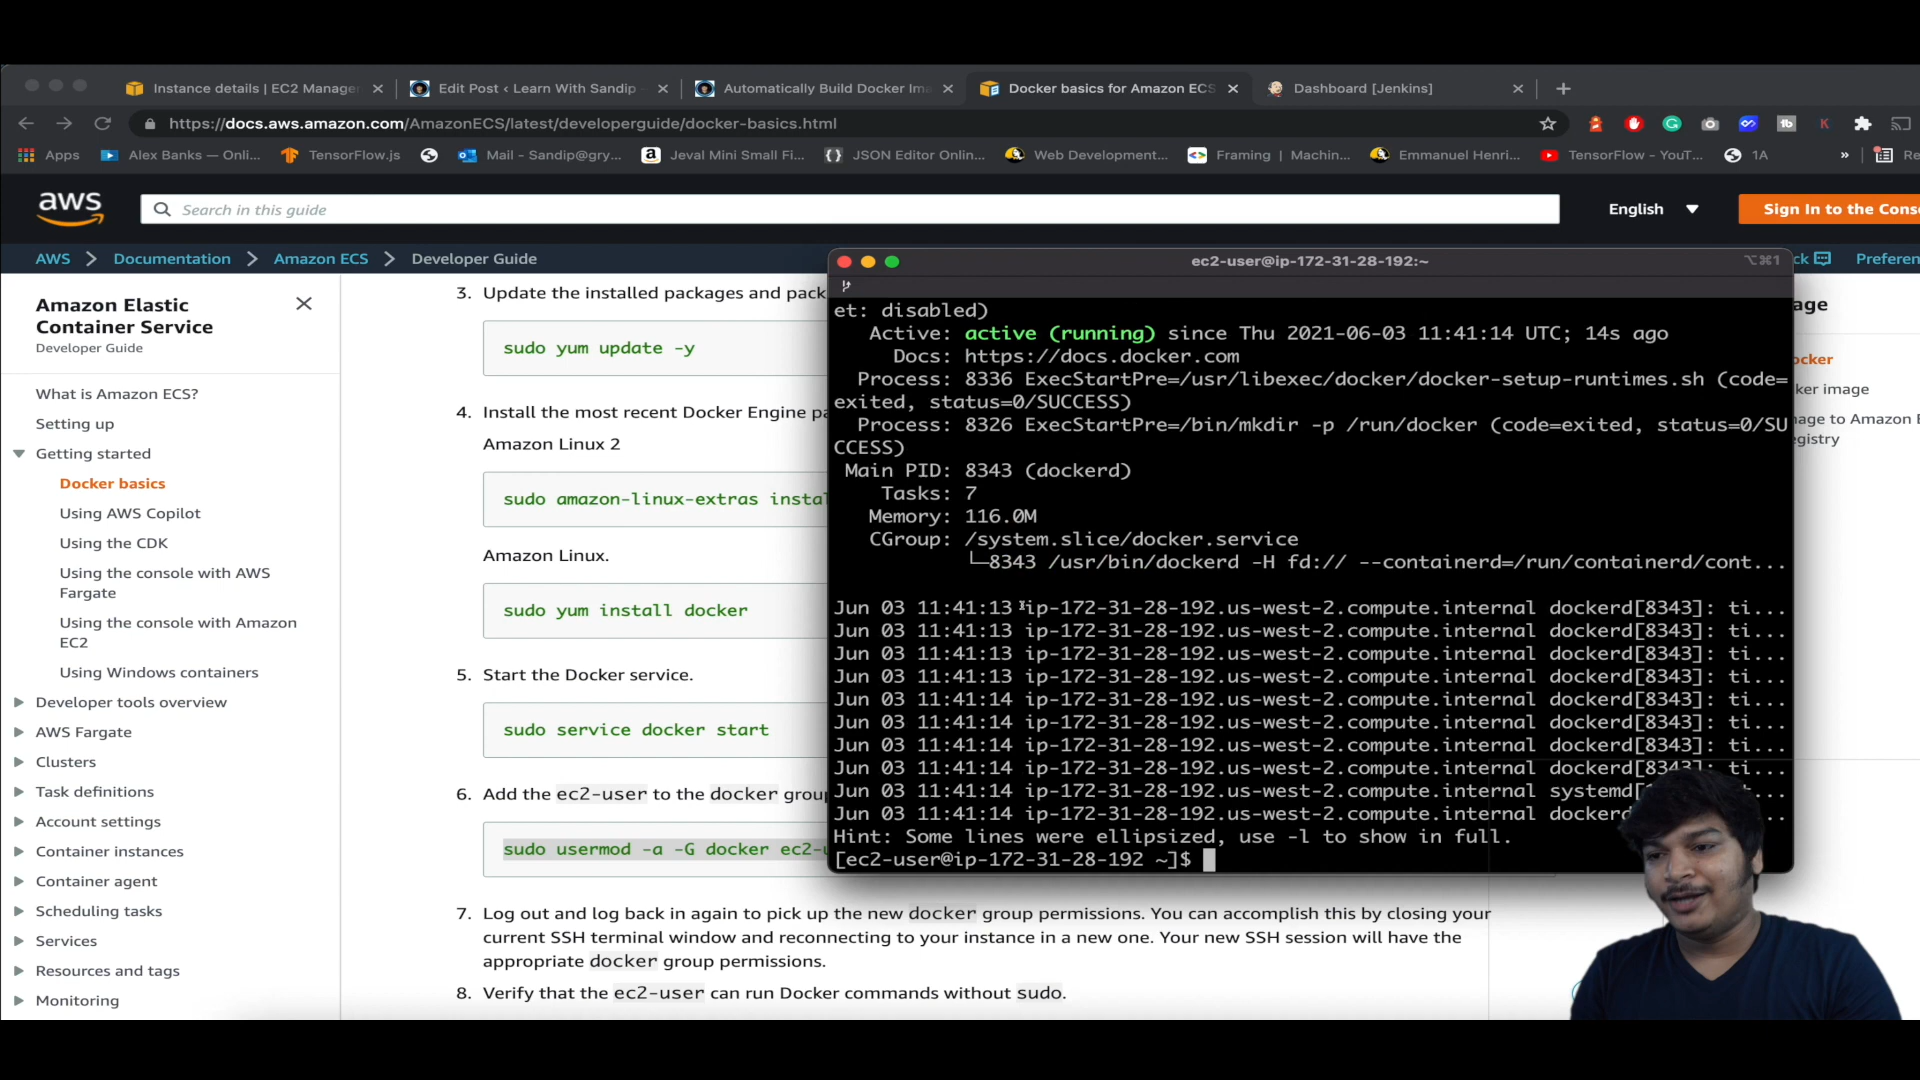 Instance details | EC2 Manage
Edit Post ‹ Learn With Sandip
Automatically Build Docker Ima
Docker basics for Amazon ECS
Dashboard [Jenkins]
https://docs.aws.amazon.com/AmazonECS/latest/developerguide/docker-basics.html
Apps
Alex Banks — Onli...
TensorFlow.js
Mail - Sandip@gry...
Jeval Mini Small Fi...
JSON Editor Onlin...
Web Development...
Framing | Machin...
Emmanuel Henri...
TensorFlow - YouT...
1A
»
Re
aws
Search in this guide
English
Sign In to the Conso
AWS
Documentation
Amazon ECS
Developer Guide
ck
Preferen
Amazon Elastic
Container Service
Developer Guide
What is Amazon ECS?
Setting up
Getting started
Docker basics
Using AWS Copilot
Using the CDK
Using the console with AWS
Fargate
Using the console with Amazon
EC2
Using Windows containers
Developer tools overview
AWS Fargate
Clusters
Task definitions
Account settings
Container instances
Container agent
Scheduling tasks
Services
Resources and tags
Monitoring
3. Update the installed packages and pack
sudo yum update -y
4. Install the most recent Docker Engine pa
Amazon Linux 2
sudo amazon-linux-extras instal
Amazon Linux.
sudo yum install docker
5. Start the Docker service.
sudo service docker start
6. Add the ec2-user to the docker group
sudo usermod -a -G docker ec2-u
7. Log out and log back in again to pick up the new docker group permissions. You can accomplish this by closing your
current SSH terminal window and reconnecting to your instance in a new one. Your new SSH session will have the
appropriate docker group permissions.
8. Verify that the ec2-user can run Docker commands without sudo.
ec2-user@ip-172-31-28-192:~
⌥⌘1
et: disabled)
Active: active (running) since Thu 2021-06-03 11:41:14 UTC; 14s ago
Docs: https://docs.docker.com
Process: 8336 ExecStartPre=/usr/libexec/docker/docker-setup-runtimes.sh (code=
exited, status=0/SUCCESS)
Process: 8326 ExecStartPre=/bin/mkdir -p /run/docker (code=exited, status=0/SU
CCESS)
Main PID: 8343 (dockerd)
Tasks: 7
Memory: 116.0M
CGroup: /system.slice/docker.service
└─8343 /usr/bin/dockerd -H fd:// --containerd=/run/containerd/cont...
Jun 03 11:41:13 ip-172-31-28-192.us-west-2.compute.internal dockerd[8343]: ti...
Jun 03 11:41:13 ip-172-31-28-192.us-west-2.compute.internal dockerd[8343]: ti...
Jun 03 11:41:13 ip-172-31-28-192.us-west-2.compute.internal dockerd[8343]: ti...
Jun 03 11:41:13 ip-172-31-28-192.us-west-2.compute.internal dockerd[8343]: ti...
Jun 03 11:41:14 ip-172-31-28-192.us-west-2.compute.internal dockerd[8343]: ti...
Jun 03 11:41:14 ip-172-31-28-192.us-west-2.compute.internal dockerd[8343]: ti...
Jun 03 11:41:14 ip-172-31-28-192.us-west-2.compute.internal dockerd[8343]: ti...
Jun 03 11:41:14 ip-172-31-28-192.us-west-2.compute.internal dockerd[8343]: ti...
Jun 03 11:41:14 ip-172-31-28-192.us-west-2.compute.internal systemd[
Jun 03 11:41:14 ip-172-31-28-192.us-west-2.compute.internal dockerd
Hint: Some lines were ellipsized, use -l to show in full.
[ec2-user@ip-172-31-28-192 ~]$
age
ocker
ker image
mage to Amazon E
egistry